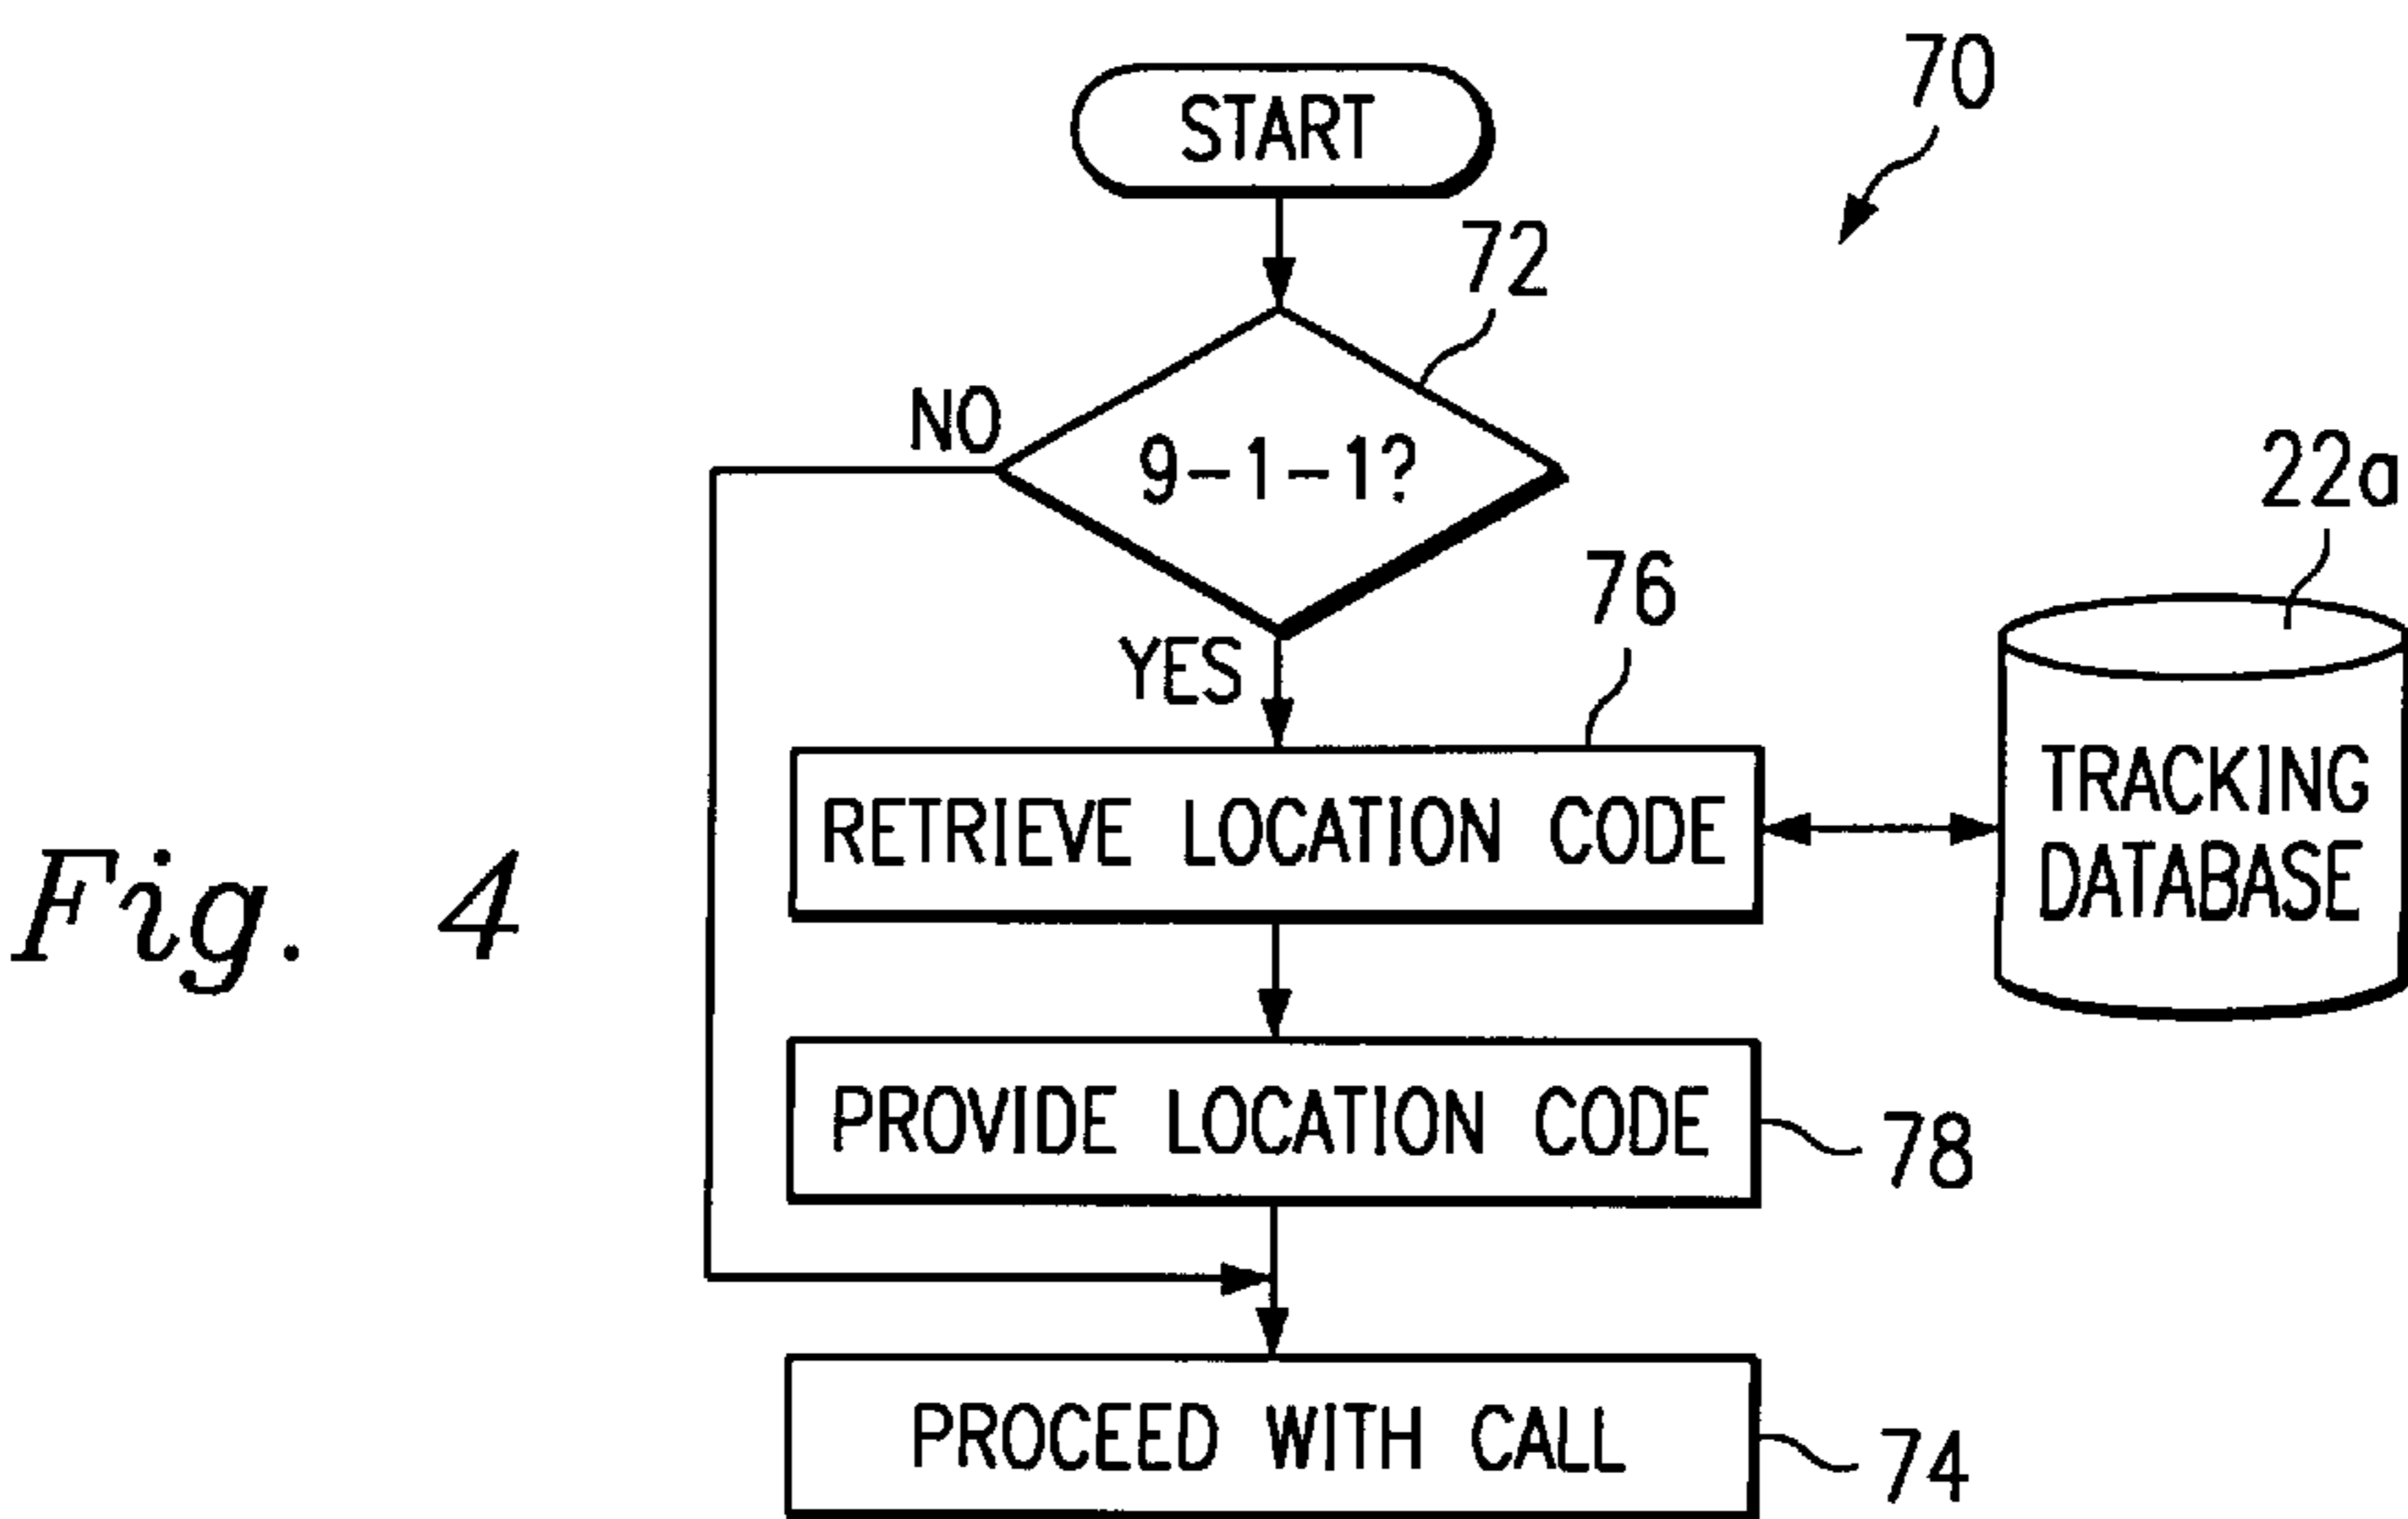 START
70
72
NO
9-1-1?
22a
76
YES
RETRIEVE LOCATION CODE
TRACKING
DATABASE
Fig. 4
PROVIDE LOCATION CODE
78
PROCEED WITH CALL
74